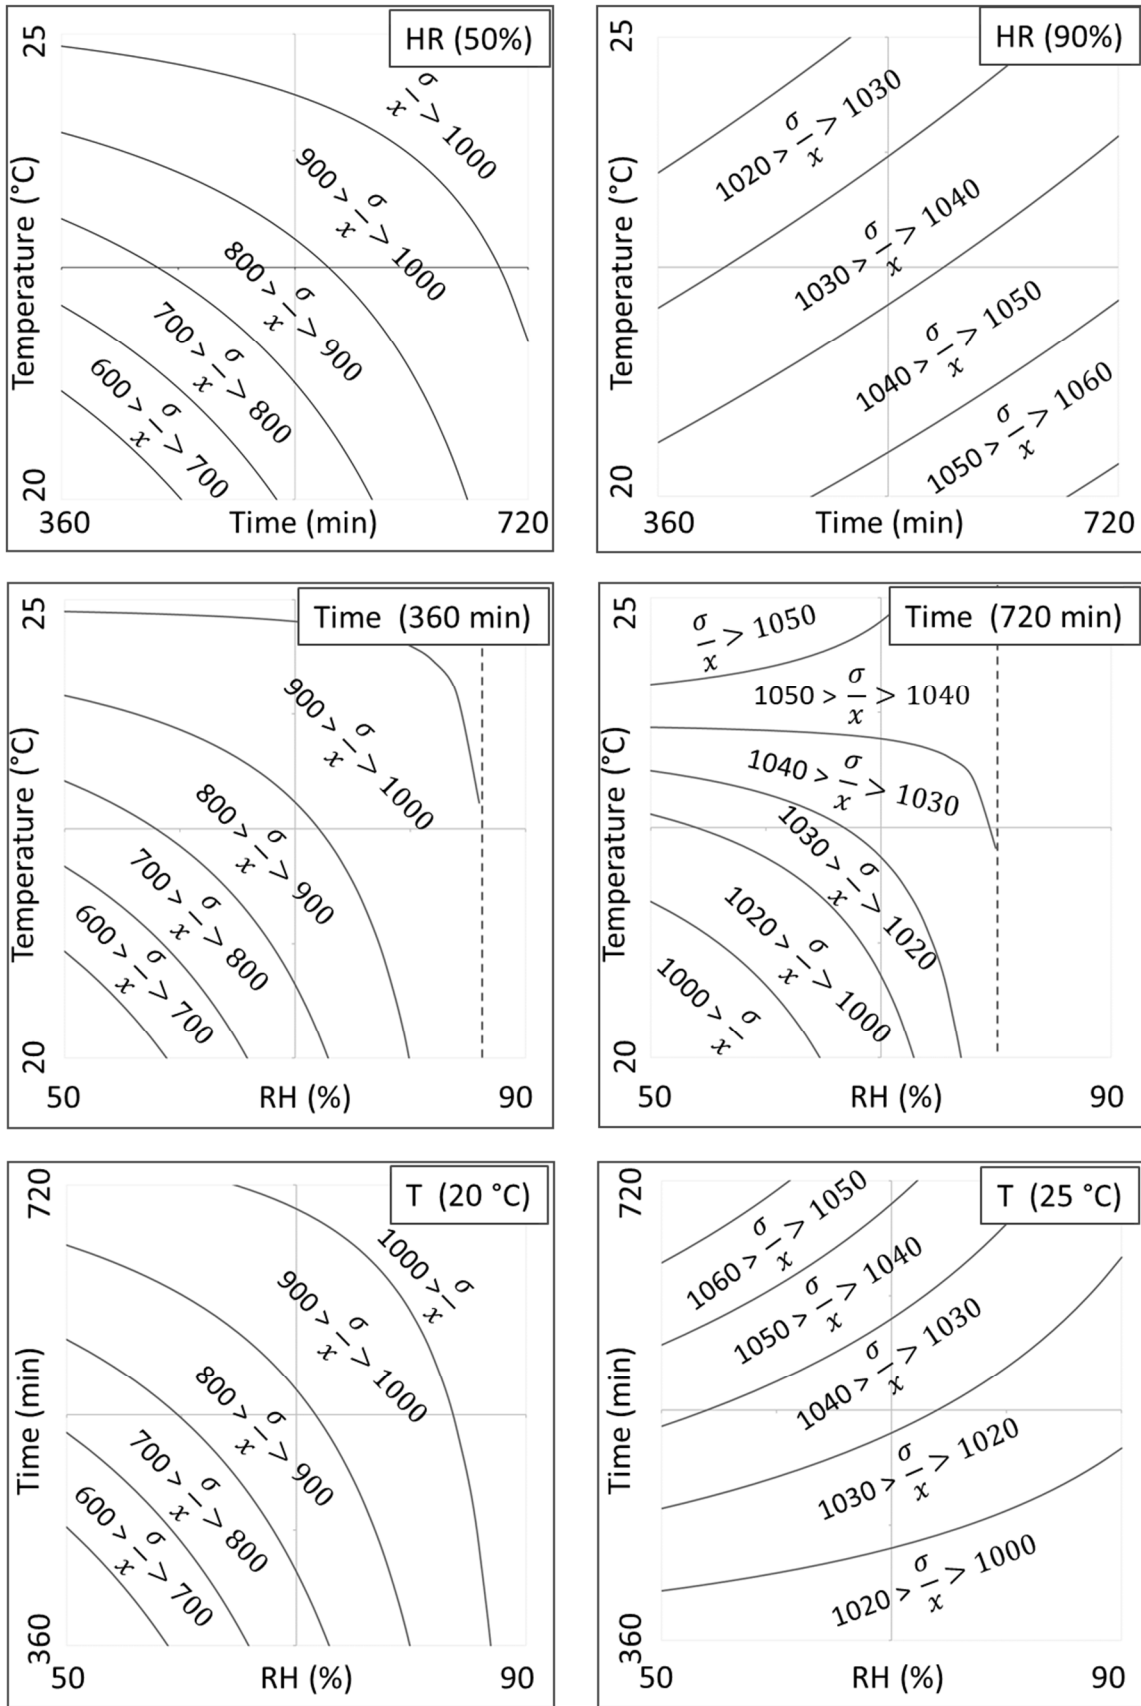 HR (50%)
25
σ/x > 1000
900 > σ/x > 1000
800 > σ/x > 900
700 > σ/x > 800
600 > σ/x > 700
Temperature (°C)
20
360 Time (min) 720
HR (90%)
25
1020 > σ/x > 1030
1030 > σ/x > 1040
1040 > σ/x > 1050
1050 > σ/x > 1060
Temperature (°C)
20
360 Time (min) 720
Time (360 min)
25
900 > σ/x > 1000
800 > σ/x > 900
700 > σ/x > 800
600 > σ/x > 700
Temperature (°C)
20
50 RH (%) 90
Time (720 min)
25
σ/x > 1050
1050 > σ/x > 1040
1040 > σ/x > 1030
1030 > σ/x > 1020
1020 > σ/x > 1000
1000 > σ/x
Temperature (°C)
20
50 RH (%) 90
T (20 °C)
720
1000 > σ/x
900 > σ/x > 1000
800 > σ/x > 900
700 > σ/x > 800
600 > σ/x > 700
Time (min)
360
50 RH (%) 90
T (25 °C)
720
1060 > σ/x > 1050
1050 > σ/x > 1040
1040 > σ/x > 1030
1030 > σ/x > 1020
1020 > σ/x > 1000
Time (min)
360
50 RH (%) 90